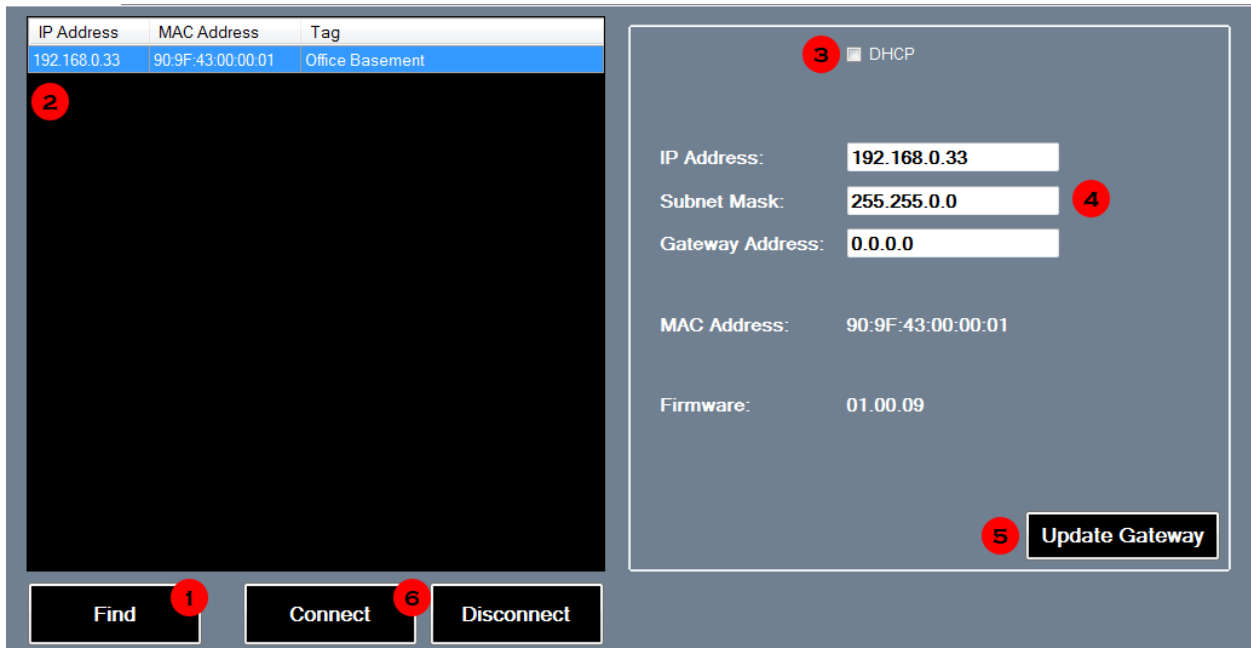 IP Address MAC Address Tag
192.168.0.33 90:9F:43:00:00:01 Office Basement
2
3 DHCP
IP Address: 192.168.0.33
Subnet Mask: 255.255.0.0 4
Gateway Address: 0.0.0.0
MAC Address: 90:9F:43:00:00:01
Firmware: 01.00.09
5 Update Gateway
Find 1 Connect 6 Disconnect